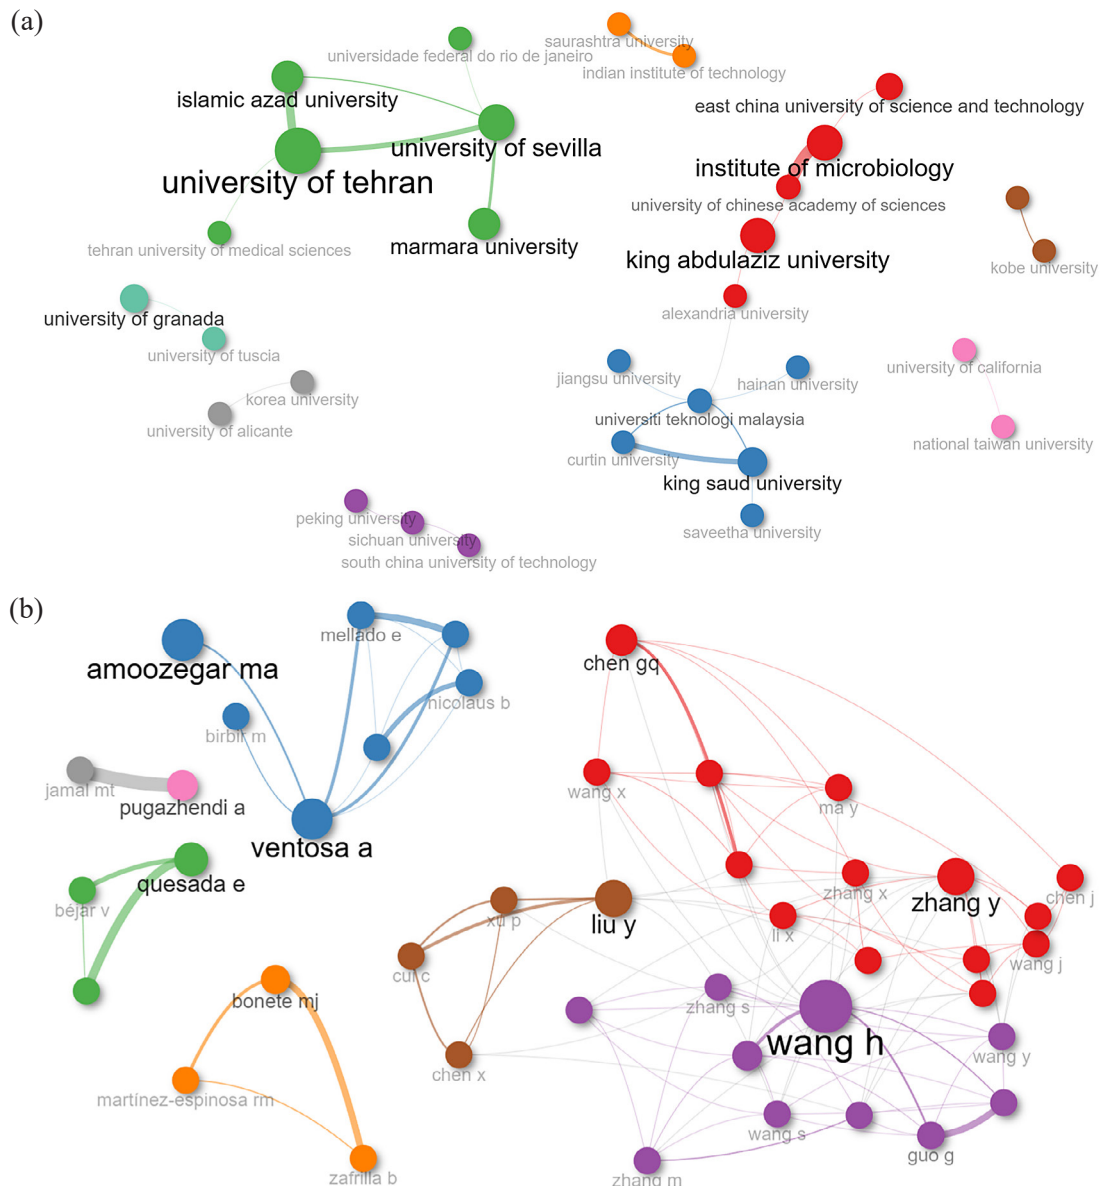 (a)
saurashtra university
universidade federal do rio de janeiro
indian institute of technology
islamic azad university
east china university of science and technology
university of sevilla
institute of microbiology
university of tehran
university of chinese academy of sciences
tehran university of medical sciences
marmara university
king abdulaziz university
kobe university
university of granada
alexandria university
university of tuscia
university of california
jiangsu university
hainan university
korea university
universiti teknologi malaysia
university of alicante
national taiwan university
curtin university
king saud university
peking university
saveetha university
sichuan university
south china university of technology
(b)
mellado e
amoozegar ma
chen gq
nicolaus b
birbir m
jamal mt
wang x
pugazhendi a
ma y
ventosa a
quesada e
zhang x
chen j
béjar v
zhang y
xu p
liu y
li x
wang j
cui c
bonete mj
zhang s
wang h
wang y
chen x
martínez-espinosa rm
wang s
guo g
zafrilla b
zhang m